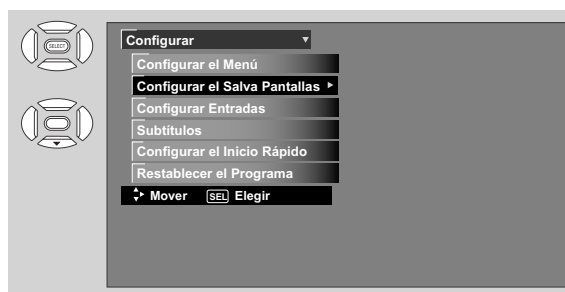 SELECT
Configurar
Configurar el Menú
Configurar el Salva Pantallas
Configurar Entradas
Subtítulos
Configurar el Inicio Rápido
Restablecer el Programa
Mover SEL Elegir